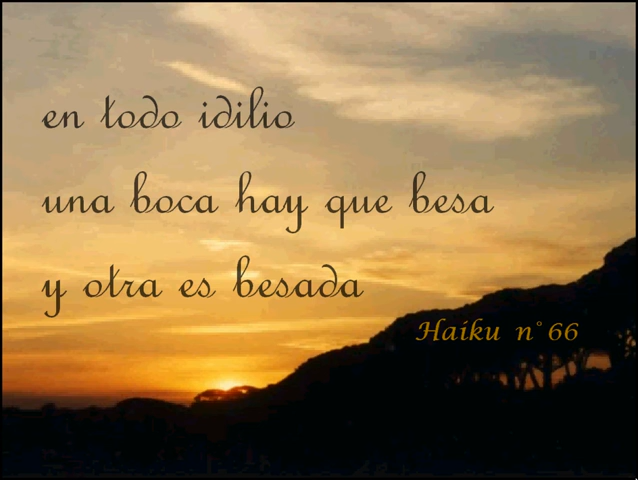 en todo idilio
una boca hay que besa
y otra es besada
Haiku n° 66